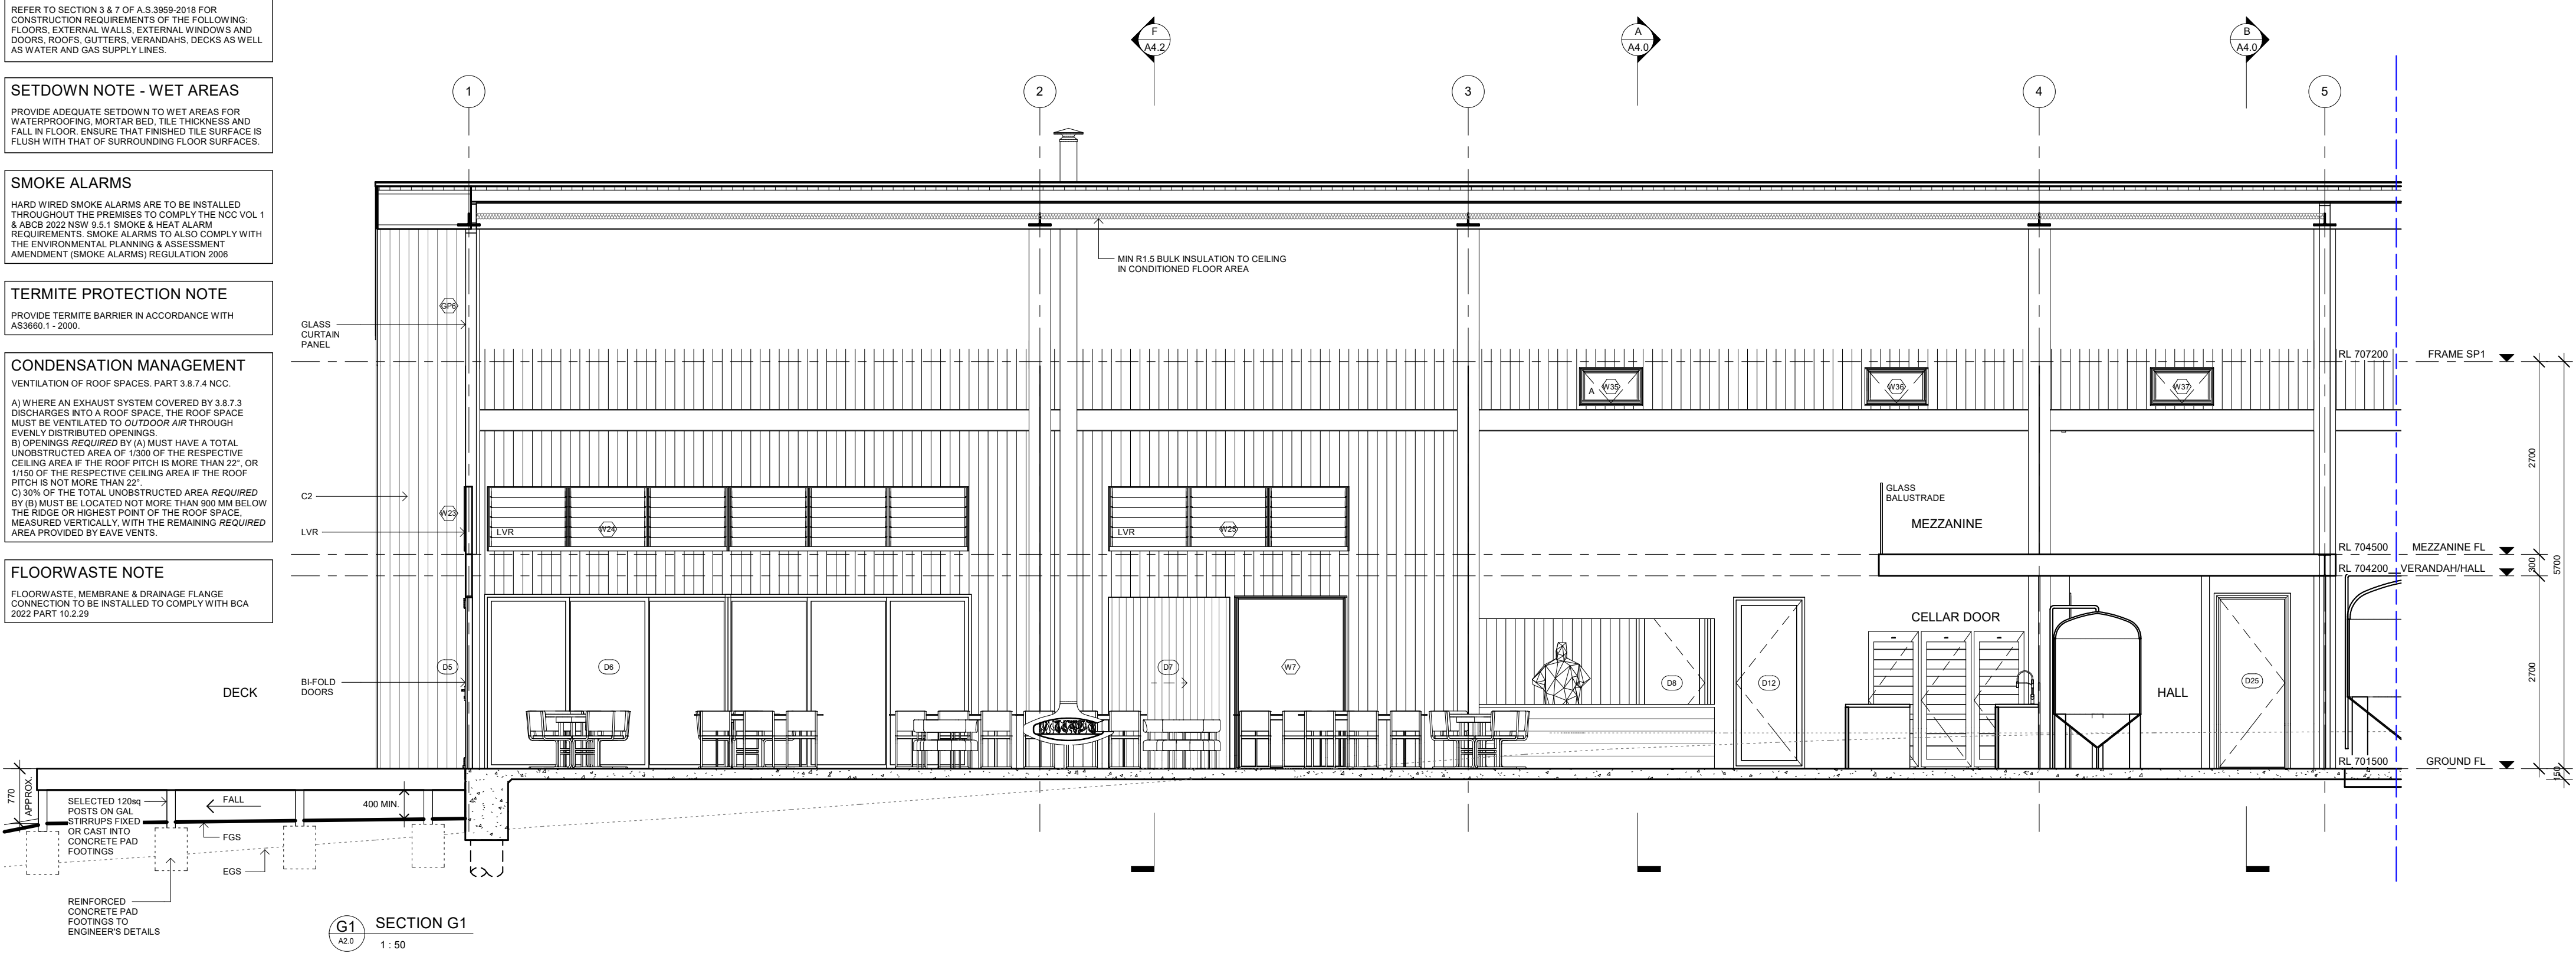 REFER TO SECTION 3 & 7 OF A.S.3959-2018 FOR
CONSTRUCTION REQUIREMENTS OF THE FOLLOWING:
FLOORS, EXTERNAL WALLS, EXTERNAL WINDOWS AND
DOORS, ROOFS, GUTTERS, VERANDAHS, DECKS AS WELL
AS WATER AND GAS SUPPLY LINES.
SETDOWN NOTE - WET AREAS
PROVIDE ADEQUATE SETDOWN TO WET AREAS FOR
WATERPROOFING, MORTAR BED, TILE THICKNESS AND
FALL IN FLOOR. ENSURE THAT FINISHED TILE SURFACE IS
FLUSH WITH THAT OF SURROUNDING FLOOR SURFACES.
SMOKE ALARMS
HARD WIRED SMOKE ALARMS ARE TO BE INSTALLED
THROUGHOUT THE PREMISES TO COMPLY THE NCC VOL 1
& ABCB 2022 NSW 9.5.1 SMOKE & HEAT ALARM
REQUIREMENTS. SMOKE ALARMS TO ALSO COMPLY WITH
THE ENVIRONMENTAL PLANNING & ASSESSMENT
AMENDMENT (SMOKE ALARMS) REGULATION 2006
TERMITE PROTECTION NOTE
PROVIDE TERMITE BARRIER IN ACCORDANCE WITH
AS3660.1 - 2000.
CONDENSATION MANAGEMENT
VENTILATION OF ROOF SPACES. PART 3.8.7.4 NCC.
A) WHERE AN EXHAUST SYSTEM COVERED BY 3.8.7.3
DISCHARGES INTO A ROOF SPACE, THE ROOF SPACE
MUST BE VENTILATED TO OUTDOOR AIR THROUGH
EVENLY DISTRIBUTED OPENINGS.
B) OPENINGS REQUIRED BY (A) MUST HAVE A TOTAL
UNOBSTRUCTED AREA OF 1/300 OF THE RESPECTIVE
CEILING AREA IF THE ROOF PITCH IS MORE THAN 22°, OR
1/150 OF THE RESPECTIVE CEILING AREA IF THE ROOF
PITCH IS NOT MORE THAN 22°.
C) 30% OF THE TOTAL UNOBSTRUCTED AREA REQUIRED
BY (B) MUST BE LOCATED NOT MORE THAN 900 MM BELOW
THE RIDGE OR HIGHEST POINT OF THE ROOF SPACE,
MEASURED VERTICALLY, WITH THE REMAINING REQUIRED
AREA PROVIDED BY EAVE VENTS.
FLOORWASTE NOTE
FLOORWASTE, MEMBRANE & DRAINAGE FLANGE
CONNECTION TO BE INSTALLED TO COMPLY WITH BCA
2022 PART 10.2.29
F
A4.2
A
A4.0
B
A4.0
1
2
3
4
5
MIN R1.5 BULK INSULATION TO CEILING
IN CONDITIONED FLOOR AREA
GP6
GLASS
CURTAIN
PANEL
RL 707200
FRAME SP1
A
W35
W36
W37
2700
5700
C2
W23
LVR
LVR
W24
LVR
W25
GLASS
BALUSTRADE
MEZZANINE
RL 704500
MEZZANINE FL
300
RL 704200
VERANDAH/HALL
CELLAR DOOR
D5
D6
D7
W7
D8
D12
D25
DECK
BI-FOLD
DOORS
HALL
2700
RL 701500
GROUND FL
150
770
APPROX.
SELECTED 120sq
POSTS ON GAL
STIRRUPS FIXED
OR CAST INTO
CONCRETE PAD
FOOTINGS
FALL
400 MIN.
FGS
EGS
REINFORCED
CONCRETE PAD
FOOTINGS TO
ENGINEER'S DETAILS
G1
A2.0
SECTION G1
1 : 50